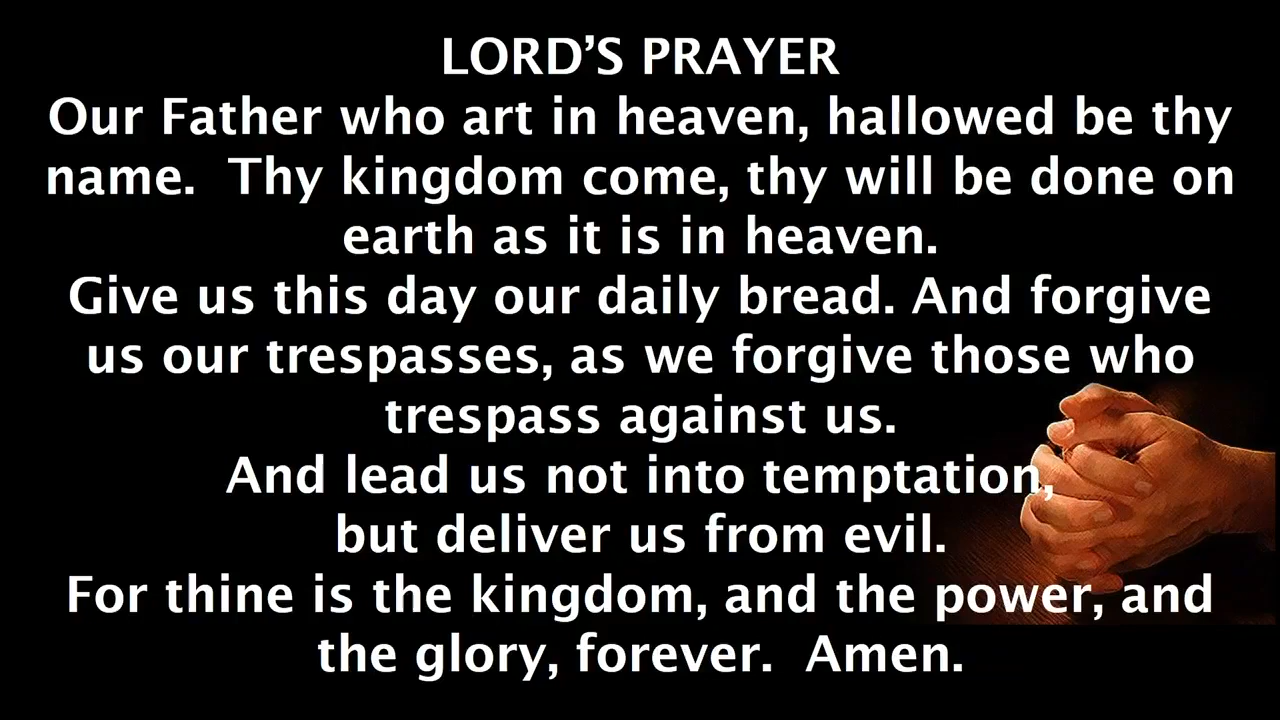 LORD’S PRAYER
Our Father who art in heaven, hallowed be thy
name.  Thy kingdom come, thy will be done on
earth as it is in heaven.
Give us this day our daily bread. And forgive
us our trespasses, as we forgive those who
trespass against us.
And lead us not into temptation,
but deliver us from evil.
For thine is the kingdom, and the power, and
the glory, forever.  Amen.